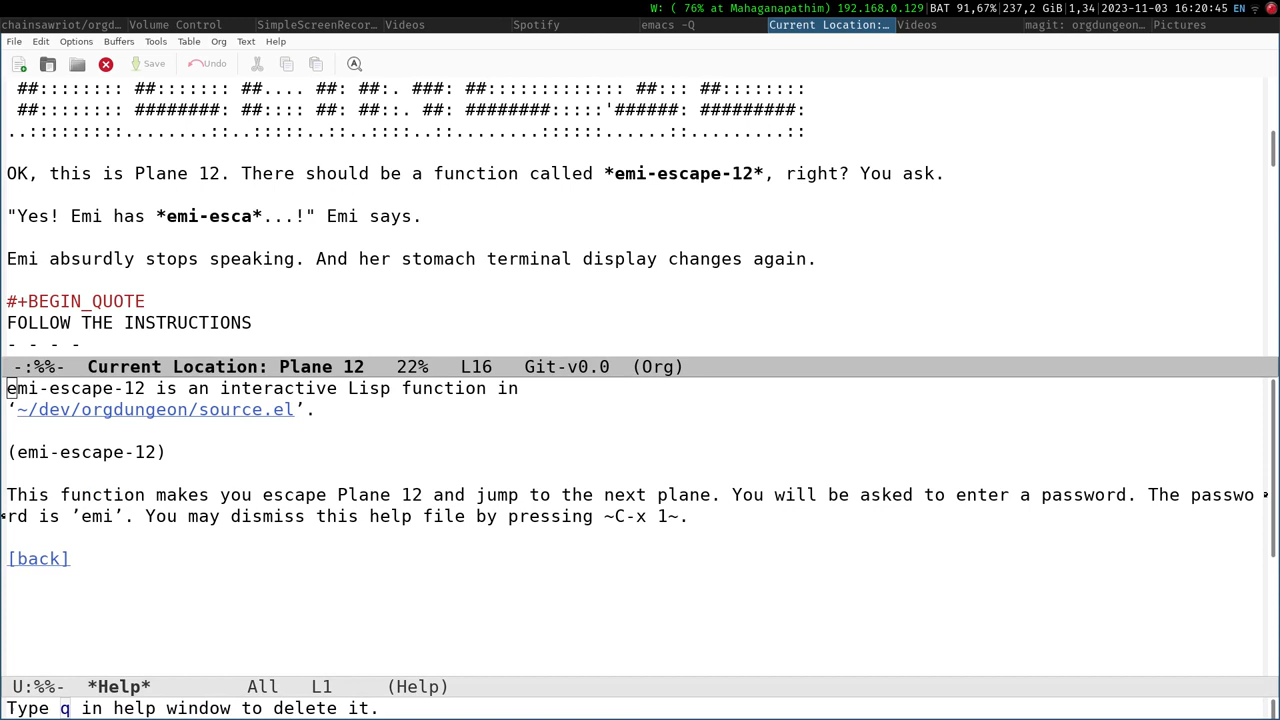 W: ( 76% at Mahaganapathim) 192.168.0.129 BAT 91,67% 237,2 GiB 1,34 2023-11-03 16:20:45 EN
chainsawriot/orgd... Volume Control SimpleScreenRecor... Videos Spotify emacs -Q Current Location:... Videos magit: orgdungeon... Pictures
File Edit Options Buffers Tools Table Org Text Help
Save Undo
##:::::::: ##::::::: ##.... ##: ##:. ###: ##::::::::::::: ##::: ##::::::::
##:::::::: ########: ##:::: ##: ##::. ##: ########:::::'######: #########:
..:::::::::........::..:::::..::..::::..::........::::::......::.........::
OK, this is Plane 12. There should be a function called *emi-escape-12*, right? You ask.
"Yes! Emi has *emi-esca*...!" Emi says.
Emi absurdly stops speaking. And her stomach terminal display changes again.
#+BEGIN_QUOTE
FOLLOW THE INSTRUCTIONS
- - - -
-:%%- Current Location: Plane 12 22% L16 Git-v0.0 (Org)
emi-escape-12 is an interactive Lisp function in
‘~/dev/orgdungeon/source.el’.
(emi-escape-12)
This function makes you escape Plane 12 and jump to the next plane. You will be asked to enter a password. The passwo
rd is ’emi’. You may dismiss this help file by pressing ~C-x 1~.
[back]
U:%%- *Help* All L1 (Help)
Type q in help window to delete it.